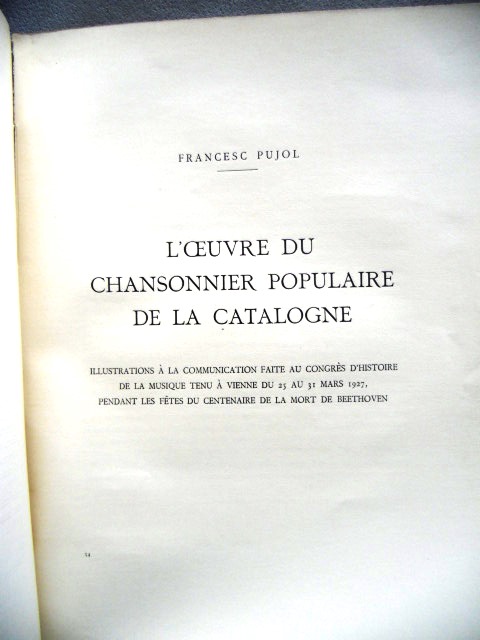 FRANCESC PUJOL
L'ŒUVRE DU
CHANSONNIER POPULAIRE
DE LA CATALOGNE
ILLUSTRATIONS À LA COMMUNICATION FAITE AU CONGRÈS D'HISTOIRE
DE LA MUSIQUE TENU À VIENNE DU 25 AU 31 MARS 1927,
PENDANT LES FÊTES DU CENTENAIRE DE LA MORT DE BEETHOVEN